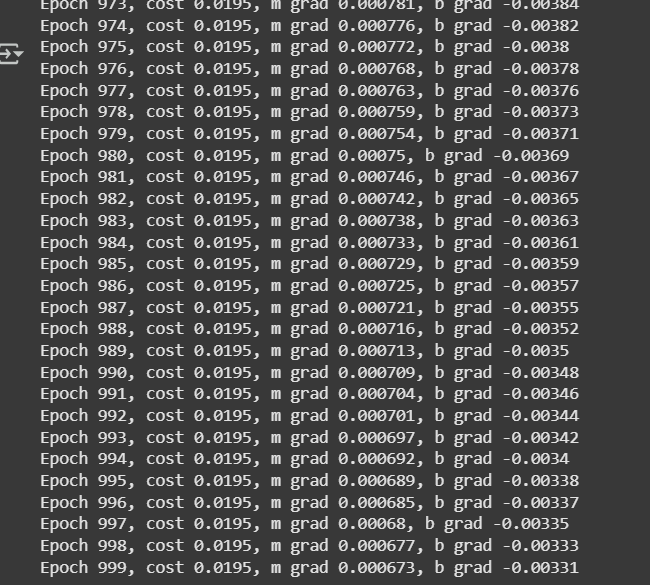 Epoch 973, cost 0.0195, m grad 0.000781, b grad -0.00384
Epoch 974, cost 0.0195, m grad 0.000776, b grad -0.00382
Epoch 975, cost 0.0195, m grad 0.000772, b grad -0.0038
Epoch 976, cost 0.0195, m grad 0.000768, b grad -0.00378
Epoch 977, cost 0.0195, m grad 0.000763, b grad -0.00376
Epoch 978, cost 0.0195, m grad 0.000759, b grad -0.00373
Epoch 979, cost 0.0195, m grad 0.000754, b grad -0.00371
Epoch 980, cost 0.0195, m grad 0.00075, b grad -0.00369
Epoch 981, cost 0.0195, m grad 0.000746, b grad -0.00367
Epoch 982, cost 0.0195, m grad 0.000742, b grad -0.00365
Epoch 983, cost 0.0195, m grad 0.000738, b grad -0.00363
Epoch 984, cost 0.0195, m grad 0.000733, b grad -0.00361
Epoch 985, cost 0.0195, m grad 0.000729, b grad -0.00359
Epoch 986, cost 0.0195, m grad 0.000725, b grad -0.00357
Epoch 987, cost 0.0195, m grad 0.000721, b grad -0.00355
Epoch 988, cost 0.0195, m grad 0.000716, b grad -0.00352
Epoch 989, cost 0.0195, m grad 0.000713, b grad -0.0035
Epoch 990, cost 0.0195, m grad 0.000709, b grad -0.00348
Epoch 991, cost 0.0195, m grad 0.000704, b grad -0.00346
Epoch 992, cost 0.0195, m grad 0.000701, b grad -0.00344
Epoch 993, cost 0.0195, m grad 0.000697, b grad -0.00342
Epoch 994, cost 0.0195, m grad 0.000692, b grad -0.0034
Epoch 995, cost 0.0195, m grad 0.000689, b grad -0.00338
Epoch 996, cost 0.0195, m grad 0.000685, b grad -0.00337
Epoch 997, cost 0.0195, m grad 0.00068, b grad -0.00335
Epoch 998, cost 0.0195, m grad 0.000677, b grad -0.00333
Epoch 999, cost 0.0195, m grad 0.000673, b grad -0.00331